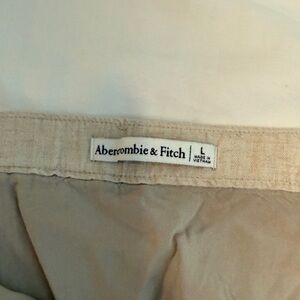 Abercrombie & Fitch
L
MADE IN
VIETNAM